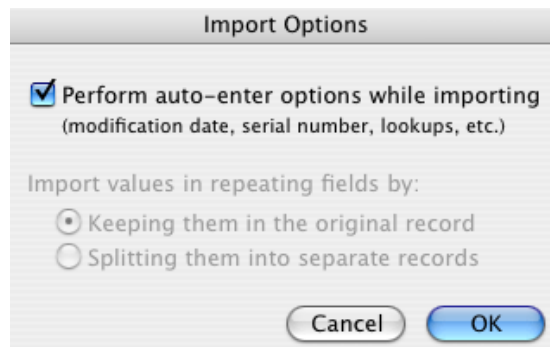 Import Options
Perform auto-enter options while importing
(modification date, serial number, lookups, etc.)
Import values in repeating fields by:
Keeping them in the original record
Splitting them into separate records
Cancel OK